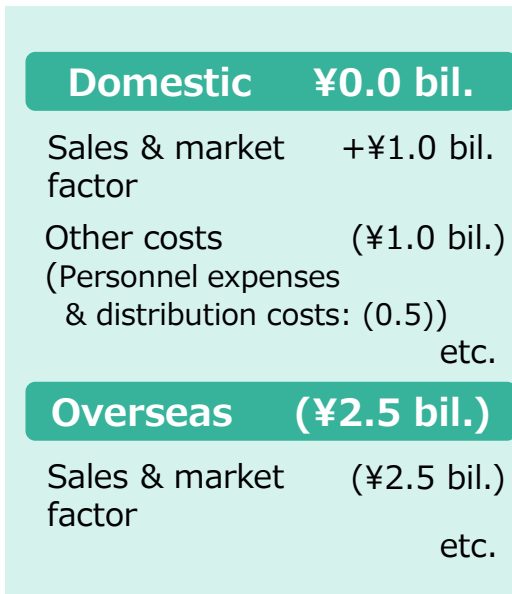 Domestic ¥0.0 bil.
Sales & market +¥1.0 bil.
factor
Other costs (¥1.0 bil.)
(Personnel expenses
& distribution costs: (0.5))
etc.
Overseas (¥2.5 bil.)
Sales & market (¥2.5 bil.)
factor
etc.